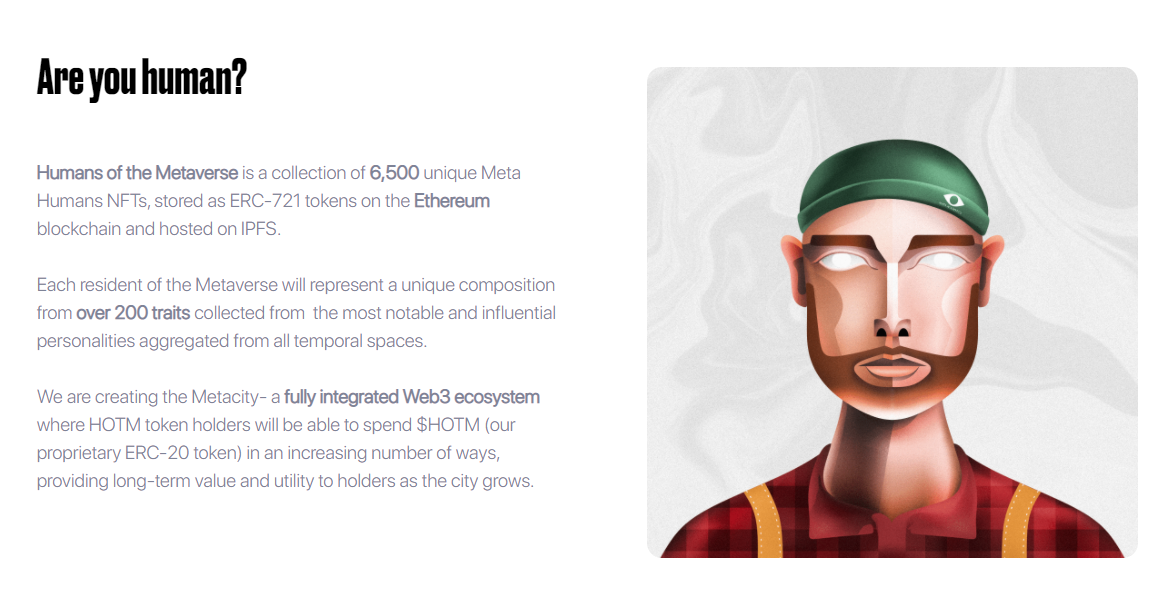 Are you human?
Humans of the Metaverse is a collection of 6,500 unique Meta
Humans NFTs, stored as ERC-721 tokens on the Ethereum
blockchain and hosted on IPFS.
Each resident of the Metaverse will represent a unique composition
from over 200 traits collected from  the most notable and influential
personalities aggregated from all temporal spaces.
We are creating the Metacity- a fully integrated Web3 ecosystem
where HOTM token holders will be able to spend $HOTM (our
proprietary ERC-20 token) in an increasing number of ways,
providing long-term value and utility to holders as the city grows.